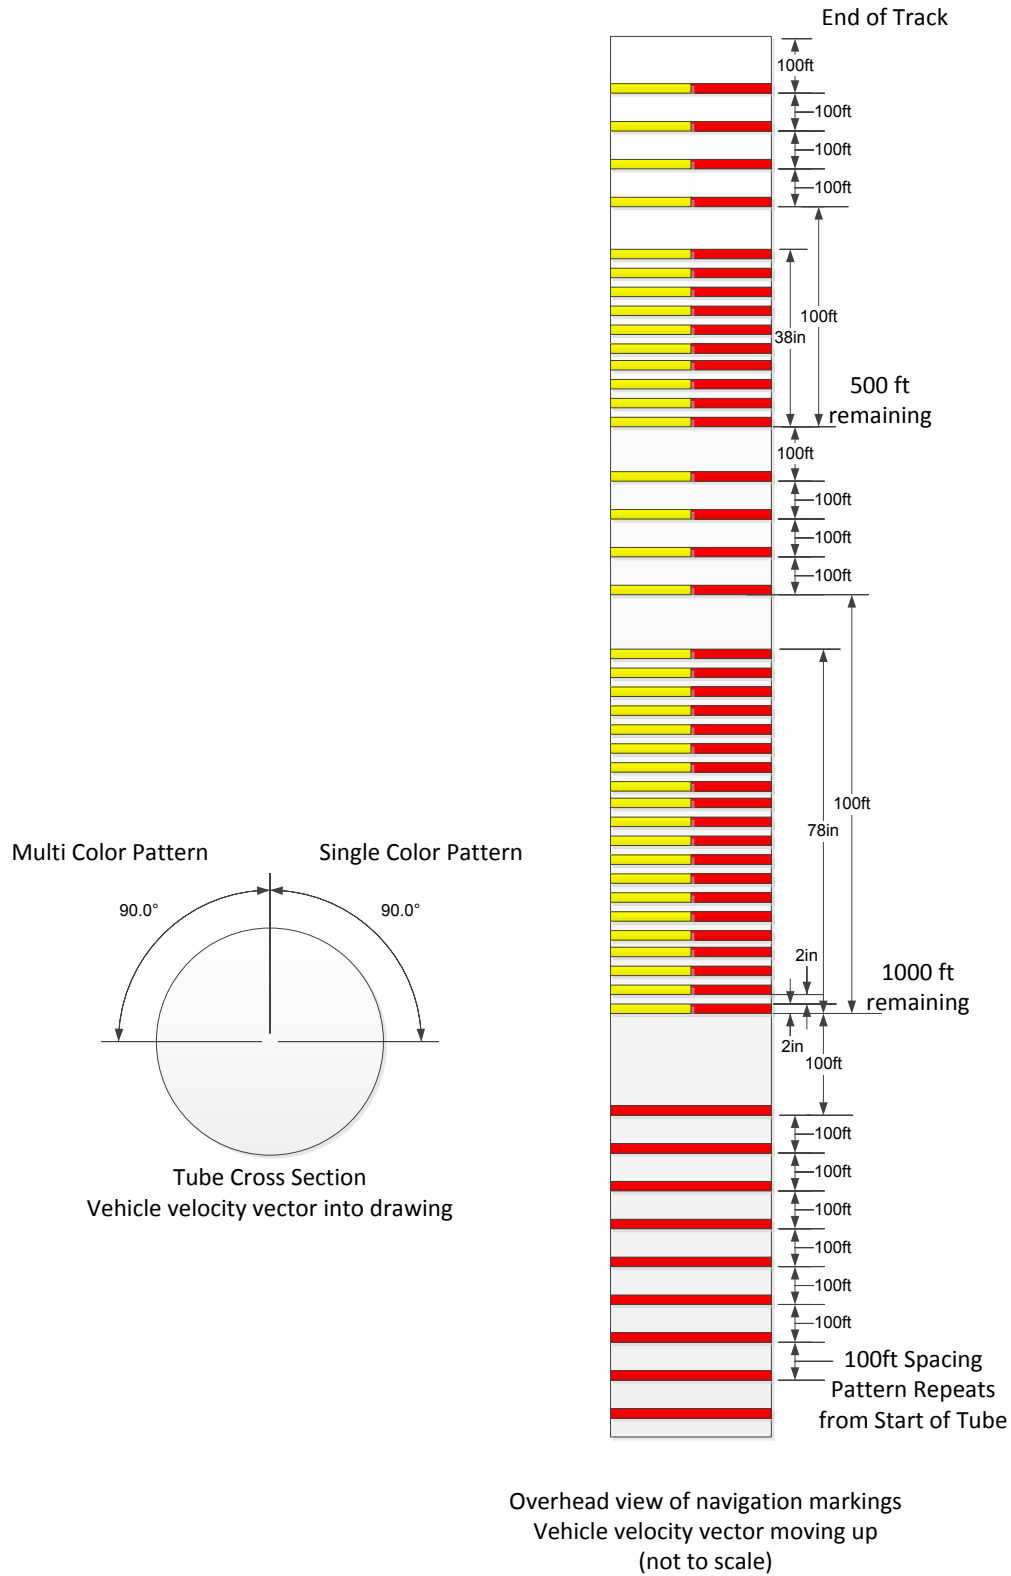 End of Track
100ft
100ft
100ft
100ft
100ft
38in
500 ft
remaining
100ft
100ft
100ft
100ft
100ft
78in
2in
1000 ft
remaining
2in
100ft
Multi Color Pattern
Single Color Pattern
90.0°
90.0°
Tube Cross Section
Vehicle velocity vector into drawing
100ft
100ft
100ft
100ft
100ft
100ft
100ft Spacing
Pattern Repeats
from Start of Tube
Overhead view of navigation markings
Vehicle velocity vector moving up
(not to scale)